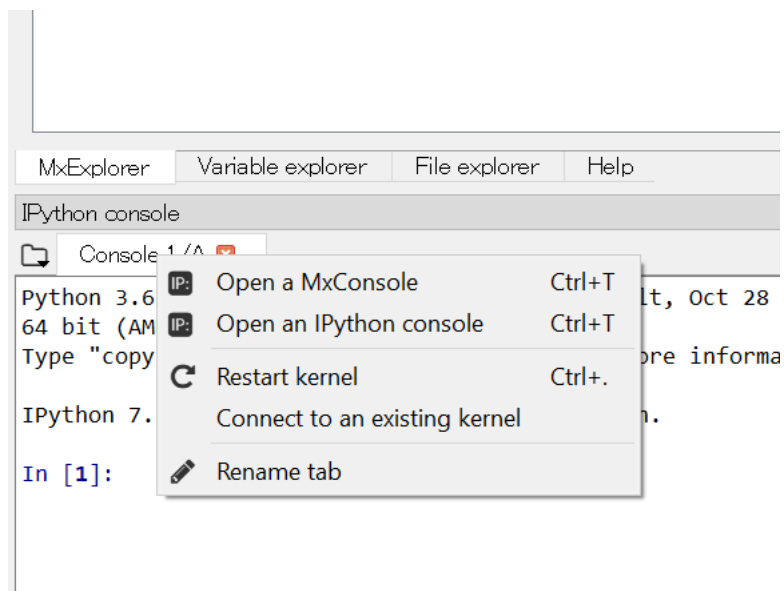 MxExplorer Variable explorer File explorer Help
IPython console
Console 1/A
Open a MxConsole Ctrl+T
Open an IPython console Ctrl+T
Restart kernel Ctrl+.
Connect to an existing kernel
Rename tab
Python 3.6 lt, Oct 28
64 bit (AM
Type "copy ore informa
IPython 7. n.
In [1]: